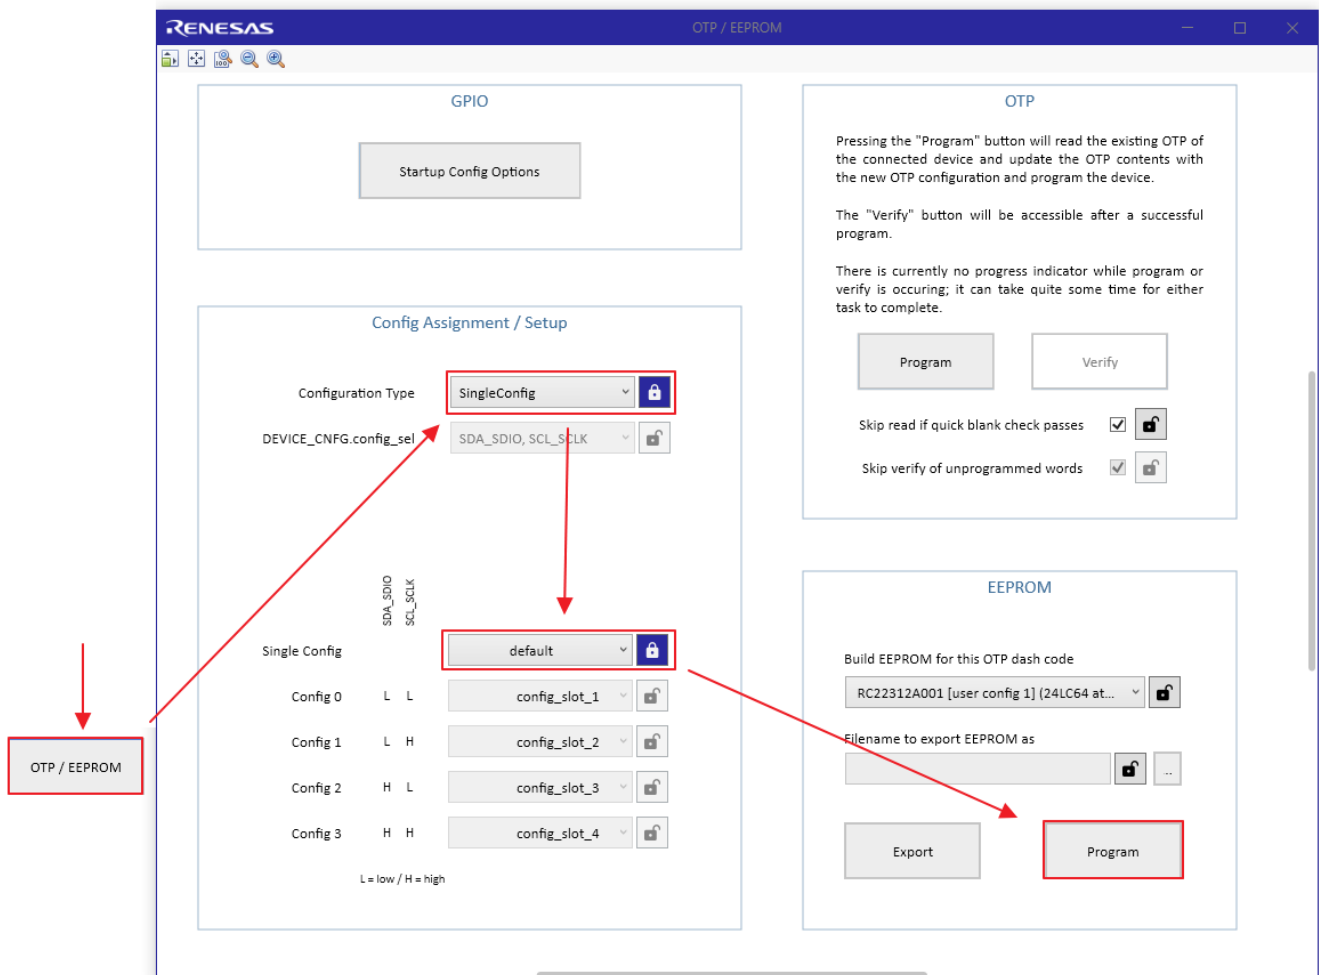 RENESAS
OTP / EEPROM
GPIO
Startup Config Options
Config Assignment / Setup
Configuration Type
SingleConfig
DEVICE_CNFG.config_sel
SDA_SDIO, SCL_SCLK
SDA_SDIO
SCL_SCLK
Single Config
default
Config 0 L L config_slot_1
Config 1 L H config_slot_2
Config 2 H L config_slot_3
Config 3 H H config_slot_4
L = low / H = high
OTP / EEPROM
OTP
Pressing the "Program" button will read the existing OTP of
the connected device and update the OTP contents with
the new OTP configuration and program the device.
The "Verify" button will be accessible after a successful
program.
There is currently no progress indicator while program or
verify is occuring; it can take quite some time for either
task to complete.
Program
Verify
Skip read if quick blank check passes
Skip verify of unprogrammed words
EEPROM
Build EEPROM for this OTP dash code
RC22312A001 [user config 1] (24LC64 at...
Filename to export EEPROM as
..
Export
Program